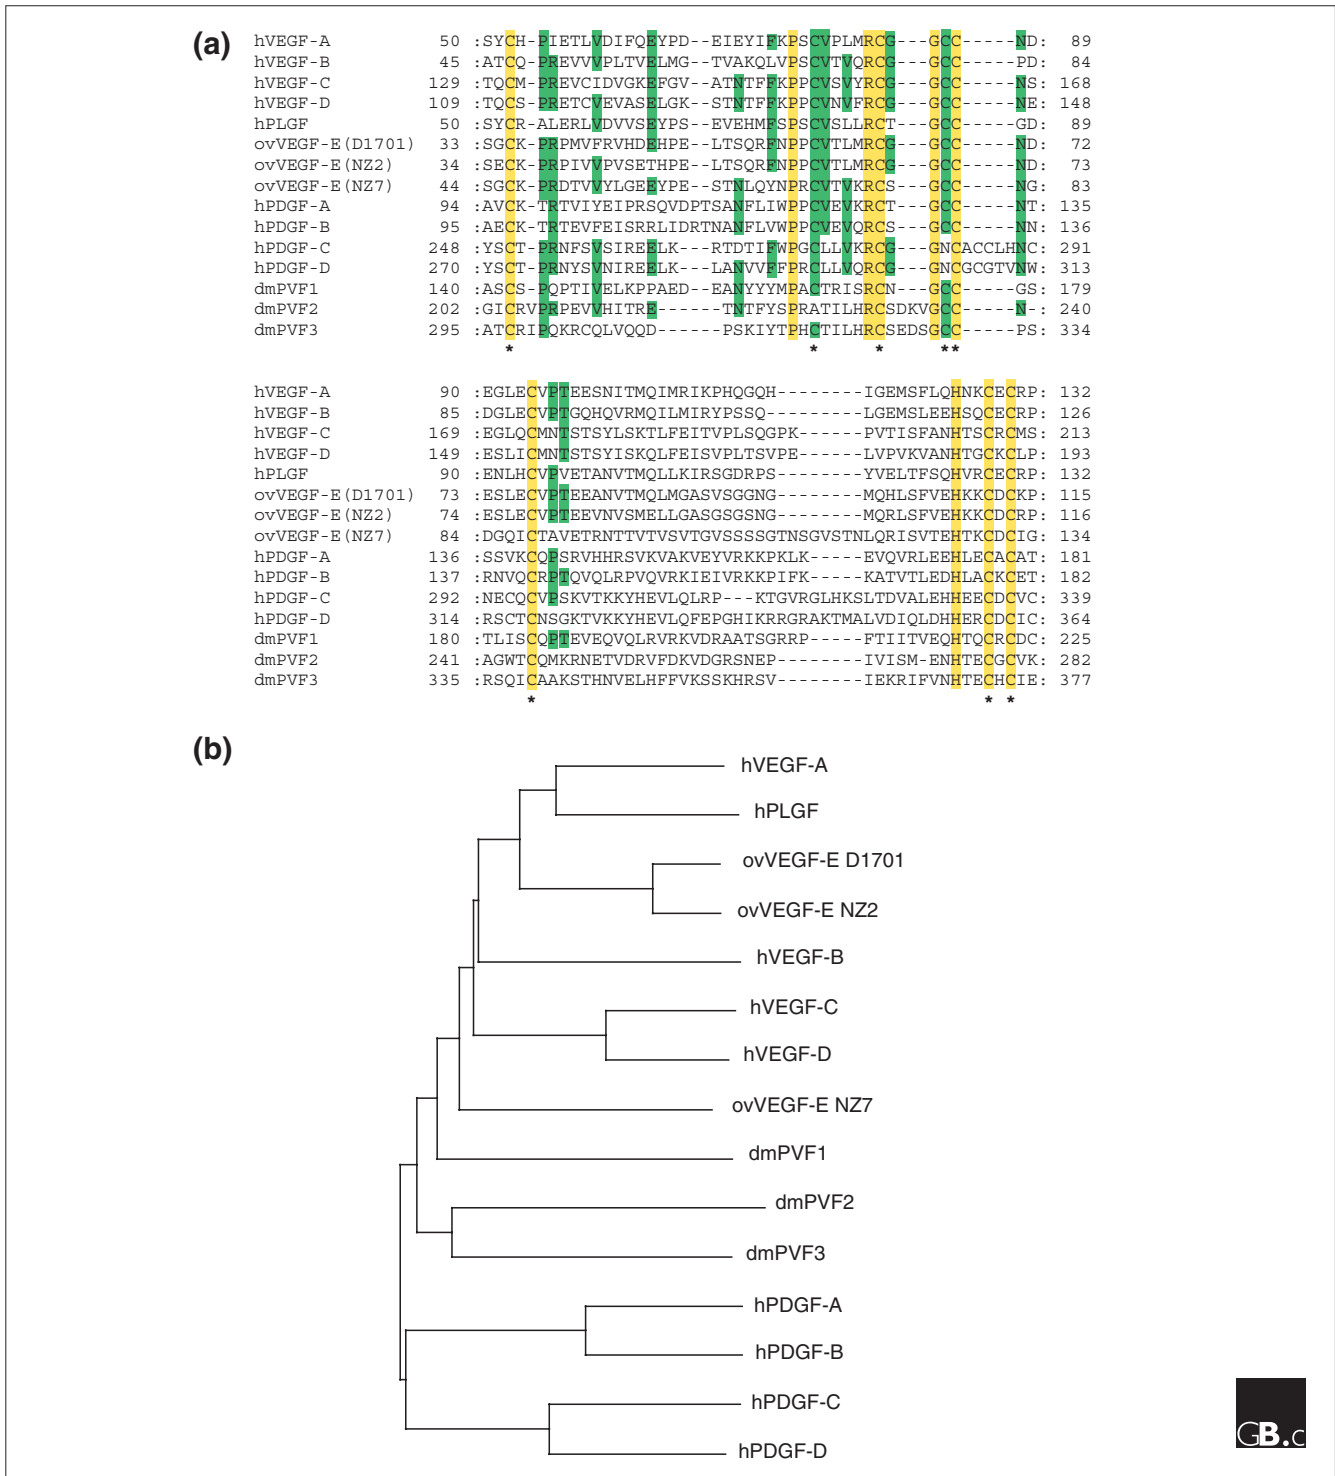 (a)
hVEGF-A 50 :SYCH-PIETLVDIFQEYPD--EIEYIFKPSCVPLMRCG---GCC-----ND: 89
hVEGF-B 45 :ATCQ-PREVVVPLTVELMG--TVAKQLVPSCVTVQRCG---GCC-----PD: 84
hVEGF-C 129 :TQCM-PREVCIDVGKEFGV--ATNTFFKPPCVSVYRCG---GCC-----NS: 168
hVEGF-D 109 :TQCS-PRETCVEVASELGK--STNTFFKPPCVNVFRCG---GCC-----NE: 148
hPLGF 50 :SYCR-ALERLVDVVSEYPS--EVEHMFSPSCVSLLRCT---GCC-----GD: 89
ovVEGF-E(D1701) 33 :SGCK-PRPMVFRVHDEHPE--LTSQRFNPPCVTLMRCG---GCC-----ND: 72
ovVEGF-E(NZ2) 34 :SECK-PRPIVVPVSETHPE--LTSQRFNPPCVTLMRCG---GCC-----ND: 73
ovVEGF-E(NZ7) 44 :SGCK-PRDTVVYLGEEYPE--STNLQYNPRCVTVKRCS---GCC-----NG: 83
hPDGF-A 94 :AVCK-TRTVIYEIPRSQVDPTSANFLIWPPCVEVKRCT---GCC-----NT: 135
hPDGF-B 95 :AECK-TRTEVFEISRRLIDRTNANFLVWPPCVEVQRCS---GCC-----NN: 136
hPDGF-C 248 :YSCT-PRNFSVSIREELK---RTDTIFWPGCLLVKRCG---GNCACCLHNC: 291
hPDGF-D 270 :YSCT-PRNYSVNIREELK---LANVVFFPRCLLVQRCG---GNCGCGTVNW: 313
dmPVF1 140 :ASCS-PQPTIVELKPPAED--EANYYYMPACTRISRCN---GCC-----GS: 179
dmPVF2 202 :GICRVPRPEVVHITRE------TNTFYSPRATILHRCSDKVGCC-----N-: 240
dmPVF3 295 :ATCRIPQKRCQLVQQD------PSKIYTPHCTILHRCSEDSGCC-----PS: 334
* * * **
hVEGF-A 90 :EGLECVPTEESNITMQIMRIKPHQGQH--------IGEMSFLQHNKCECRP: 132
hVEGF-B 85 :DGLECVPTGQHQVRMQILMIRYPSSQ---------LGEMSLEEHSQCECRP: 126
hVEGF-C 169 :EGLQCMNTSTSYLSKTLFEITVPLSQGPK------PVTISFANHTSCRCMS: 213
hVEGF-D 149 :ESLICMNTSTSYISKQLFEISVPLTSVPE------LVPVKVANHTGCKCLP: 193
hPLGF 90 :ENLHCVPVETANVTMQLLKIRSGDRPS--------YVELTFSQHVRCECRP: 132
ovVEGF-E(D1701) 73 :ESLECVPTEEANVTMQLMGASVSGGNG--------MQHLSFVEHKKCDCKP: 115
ovVEGF-E(NZ2) 74 :ESLECVPTEEVNVSMELLGASGSGSNG--------MQRLSFVEHKKCDCRP: 116
ovVEGF-E(NZ7) 84 :DGQICTAVETRNTTVTVSVTGVSSSSGTNSGVSTNLQRISVTEHTKCDCIG: 134
hPDGF-A 136 :SSVKCQPSRVHHRSVKVAKVEYVRKKPKLK-----EVQVRLEEHLECACAT: 181
hPDGF-B 137 :RNVQCRPTQVQLRPVQVRKIEIVRKKPIFK-----KATVTLEDHLACKCET: 182
hPDGF-C 292 :NECQCVPSKVTKKYHEVLQLRP---KTGVRGLHKSLTDVALEHHEECDCVC: 339
hPDGF-D 314 :RSCTCNSGKTVKKYHEVLQFEPGHIKRRGRAKTMALVDIQLDHHERCDCIC: 364
dmPVF1 180 :TLISCQPTEVEQVQLRVRKVDRAATSGRRP-----FTIITVEQHTQCRCDC: 225
dmPVF2 241 :AGWTCQMKRNETVDRVFDKVDGRSNEP--------IVISM-ENHTECGCVK: 282
dmPVF3 335 :RSQICAAKSTHNVELHFFVKSSKHRSV--------IEKRIFVNHTECHCIE: 377
* * *
(b)
hVEGF-A
hPLGF
ovVEGF-E D1701
ovVEGF-E NZ2
hVEGF-B
hVEGF-C
hVEGF-D
ovVEGF-E NZ7
dmPVF1
dmPVF2
dmPVF3
hPDGF-A
hPDGF-B
hPDGF-C
hPDGF-D
GB.c